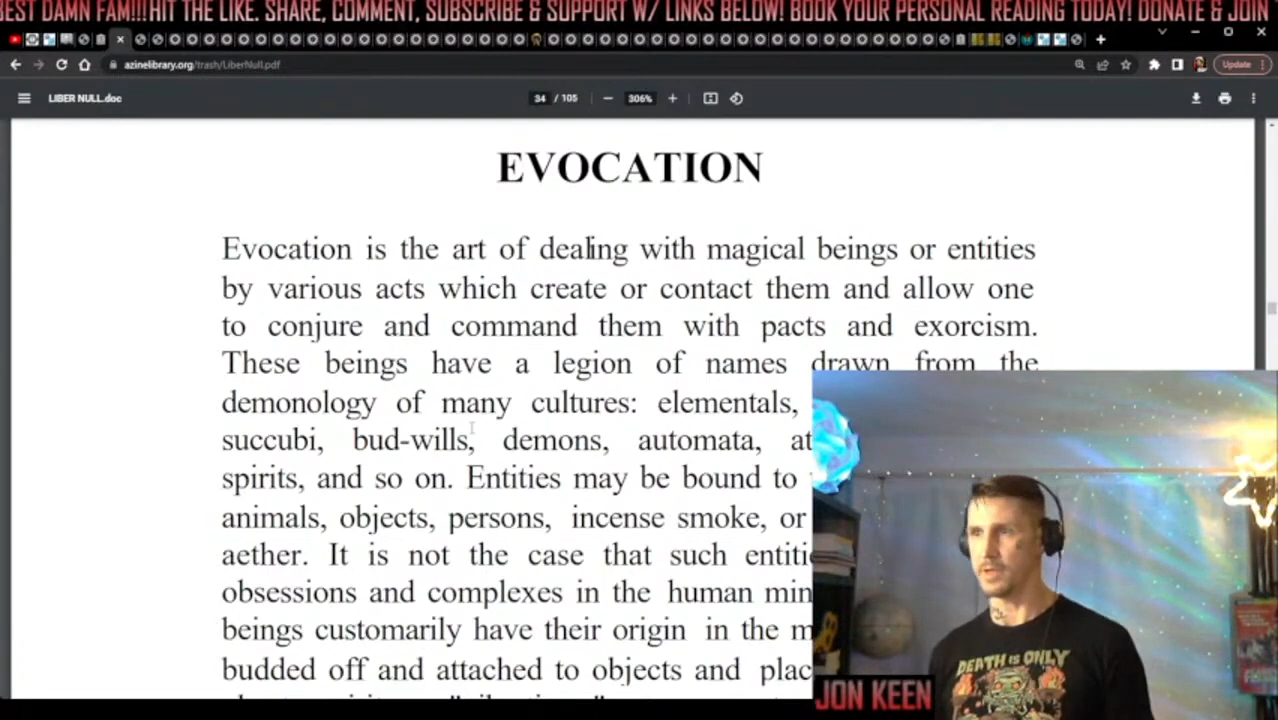 BEST DAMN FAM!!! HIT THE LIKE. SHARE, COMMENT, SUBSCRIBE & SUPPORT W/ LINKS BELOW! BOOK YOUR PERSONAL READING TODAY! DONATE & JOIN
azinelibrary.org/trash/LiberNull.pdf
Update
LIBER NULL.doc
34 / 105
306%
EVOCATION
Evocation is the art of dealing with magical beings or entities
by various acts which create or contact them and allow one
to conjure and command them with pacts and exorcism.
These beings have a legion of names drawn from the
demonology of many cultures: elementals,
succubi, bud-wills, demons, automata, at
spirits, and so on. Entities may be bound to
animals, objects, persons, incense smoke, or
aether. It is not the case that such entiti
obsessions and complexes in the human min
beings customarily have their origin in the m
budded off and attached to objects and plac
DEATH IS ONLY
JON KEEN